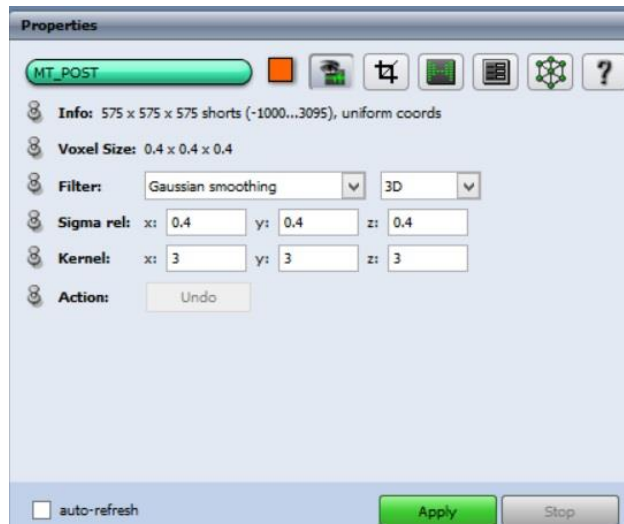 Properties
MT_POST ?
Info: 575 x 575 x 575 shorts (-1000...3095), uniform coords
Voxel Size: 0.4 x 0.4 x 0.4
Filter: Gaussian smoothing 3D
Sigma rel: x: 0.4 y: 0.4 z: 0.4
Kernel: x: 3 y: 3 z: 3
Action: Undo
auto-refresh Apply Stop